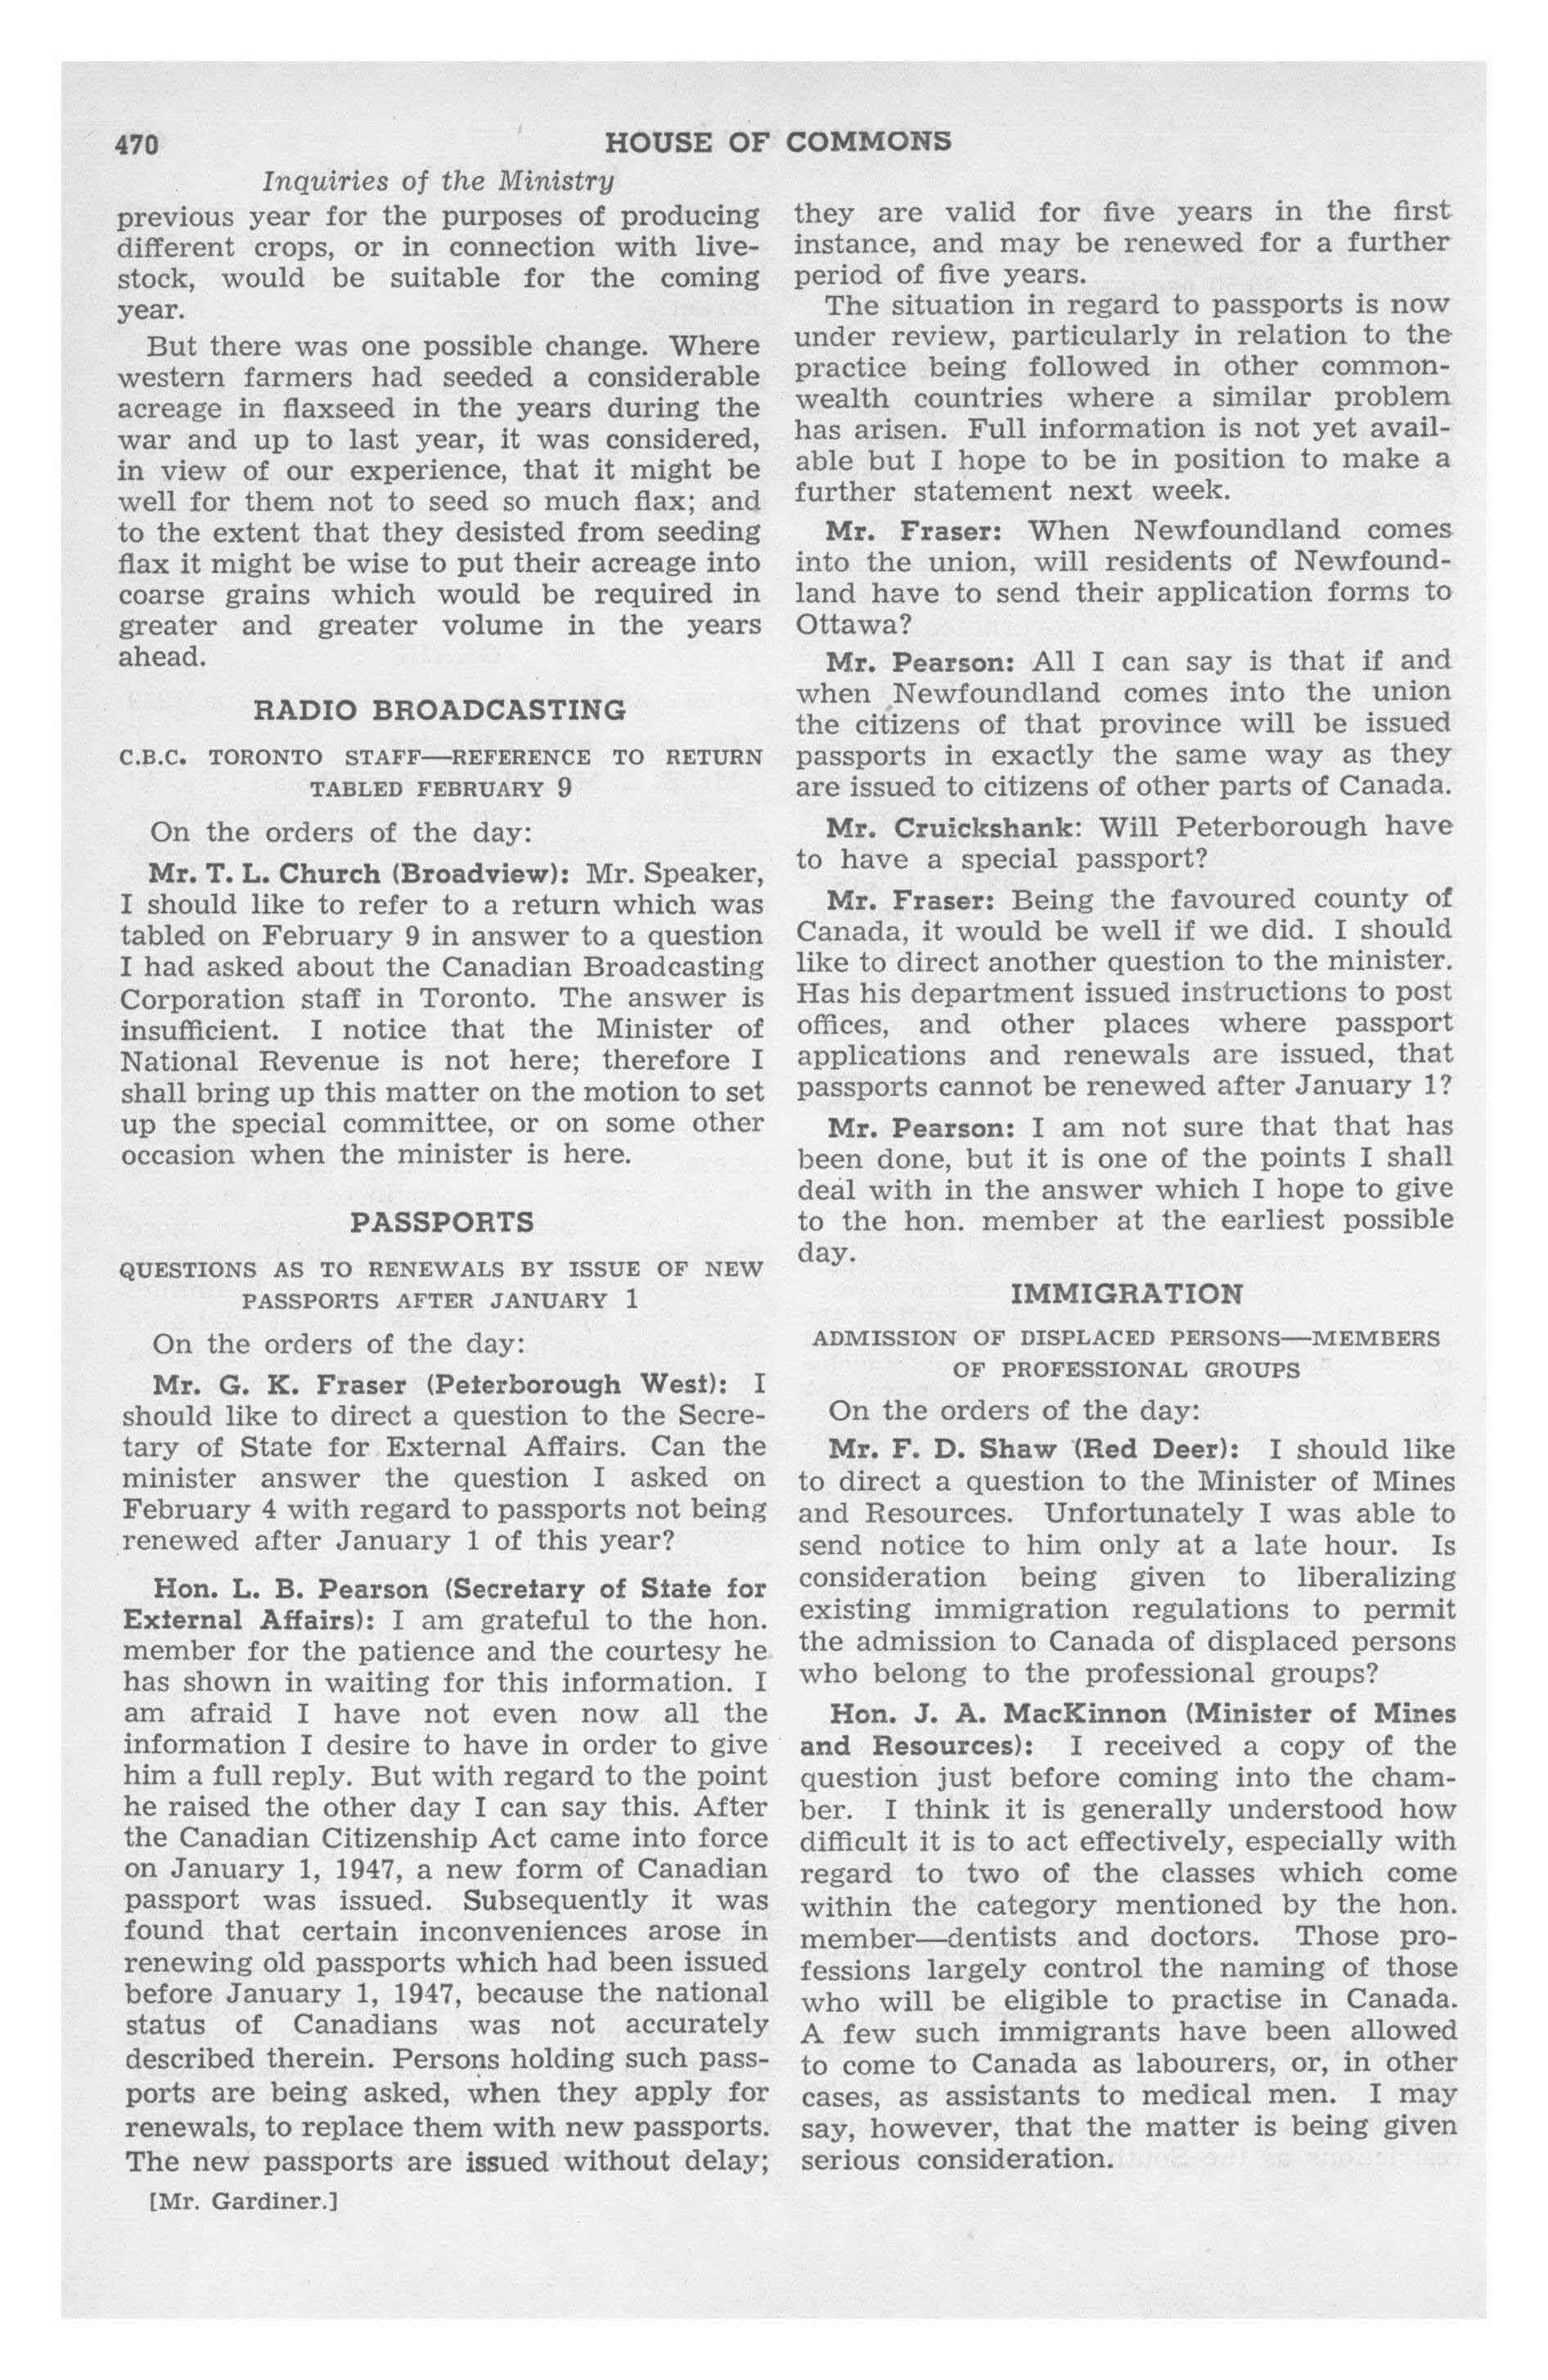 470
HOUSE OF COMMONS
Inquiries of the Ministry
previous year for the purposes of producing
different crops, or in connection with live-
stock, would be suitable for the coming
year.
But there was one possible change. Where
western farmers had seeded a considerable
acreage in flaxseed in the years during the
war and up to last year, it was considered,
in view of our experience, that it might be
well for them not to seed so much flax; and
to the extent that they desisted from seeding
flax it might be wise to put their acreage into
coarse grains which would be required in
greater and greater volume in the years
ahead.
RADIO BROADCASTING
C.B.C. TORONTO STAFF—REFERENCE TO RETURN
TABLED FEBRUARY 9
On the orders of the day:
Mr. T. L. Church (Broadview): Mr. Speaker,
I should like to refer to a return which was
tabled on February 9 in answer to a question
I had asked about the Canadian Broadcasting
Corporation staff in Toronto. The answer is
insufficient. I notice that the Minister of
National Revenue is not here; therefore I
shall bring up this matter on the motion to set
up the special committee, or on some other
occasion when the minister is here.
PASSPORTS
QUESTIONS AS TO RENEWALS BY ISSUE OF NEW
PASSPORTS AFTER JANUARY 1
On the orders of the day:
Mr. G. K. Fraser (Peterborough West): I
should like to direct a question to the Secre-
tary of State for External Affairs. Can the
minister answer the question I asked on
February 4 with regard to passports not being
renewed after January 1 of this year?
Hon. L. B. Pearson (Secretary of State for
External Affairs): I am grateful to the hon.
member for the patience and the courtesy he
has shown in waiting for this information. I
am afraid I have not even now all the
information I desire to have in order to give
him a full reply. But with regard to the point
he raised the other day I can say this. After
the Canadian Citizenship Act came into force
on January 1, 1947, a new form of Canadian
passport was issued. Subsequently it was
found that certain inconveniences arose in
renewing old passports which had been issued
before January 1, 1947, because the national
status of Canadians was not accurately
described therein. Persons holding such pass-
ports are being asked, when they apply for
renewals, to replace them with new passports.
The new passports are issued without delay;
[Mr. Gardiner.]
they are valid for five years in the first
instance, and may be renewed for a further
period of five years.
The situation in regard to passports is now
under review, particularly in relation to the
practice being followed in other common-
wealth countries where a similar problem
has arisen. Full information is not yet avail-
able but I hope to be in position to make a
further statement next week.
Mr. Fraser: When Newfoundland comes
into the union, will residents of Newfound-
land have to send their application forms to
Ottawa?
Mr. Pearson: All I can say is that if and
when Newfoundland comes into the union
the citizens of that province will be issued
passports in exactly the same way as they
are issued to citizens of other parts of Canada.
Mr. Cruickshank: Will Peterborough have
to have a special passport?
Mr. Fraser: Being the favoured county of
Canada, it would be well if we did. I should
like to direct another question to the minister.
Has his department issued instructions to post
offices, and other places where passport
applications and renewals are issued, that
passports cannot be renewed after January 1?
Mr. Pearson: I am not sure that that has
been done, but it is one of the points I shall
deal with in the answer which I hope to give
to the hon. member at the earliest possible
day.
IMMIGRATION
ADMISSION OF DISPLACED PERSONS—MEMBERS
OF PROFESSIONAL GROUPS
On the orders of the day:
Mr. F. D. Shaw (Red Deer): I should like
to direct a question to the Minister of Mines
and Resources. Unfortunately I was able to
send notice to him only at a late hour. Is
consideration being given to liberalizing
existing immigration regulations to permit
the admission to Canada of displaced persons
who belong to the professional groups?
Hon. J. A. MacKinnon (Minister of Mines
and Resources): I received a copy of the
question just before coming into the cham-
ber. I think it is generally understood how
difficult it is to act effectively, especially with
regard to two of the classes which come
within the category mentioned by the hon.
member—dentists and doctors. Those pro-
fessions largely control the naming of those
who will be eligible to practise in Canada.
A few such immigrants have been allowed
to come to Canada as labourers, or, in other
cases, as assistants to medical men. I may
say, however, that the matter is being given
serious consideration.